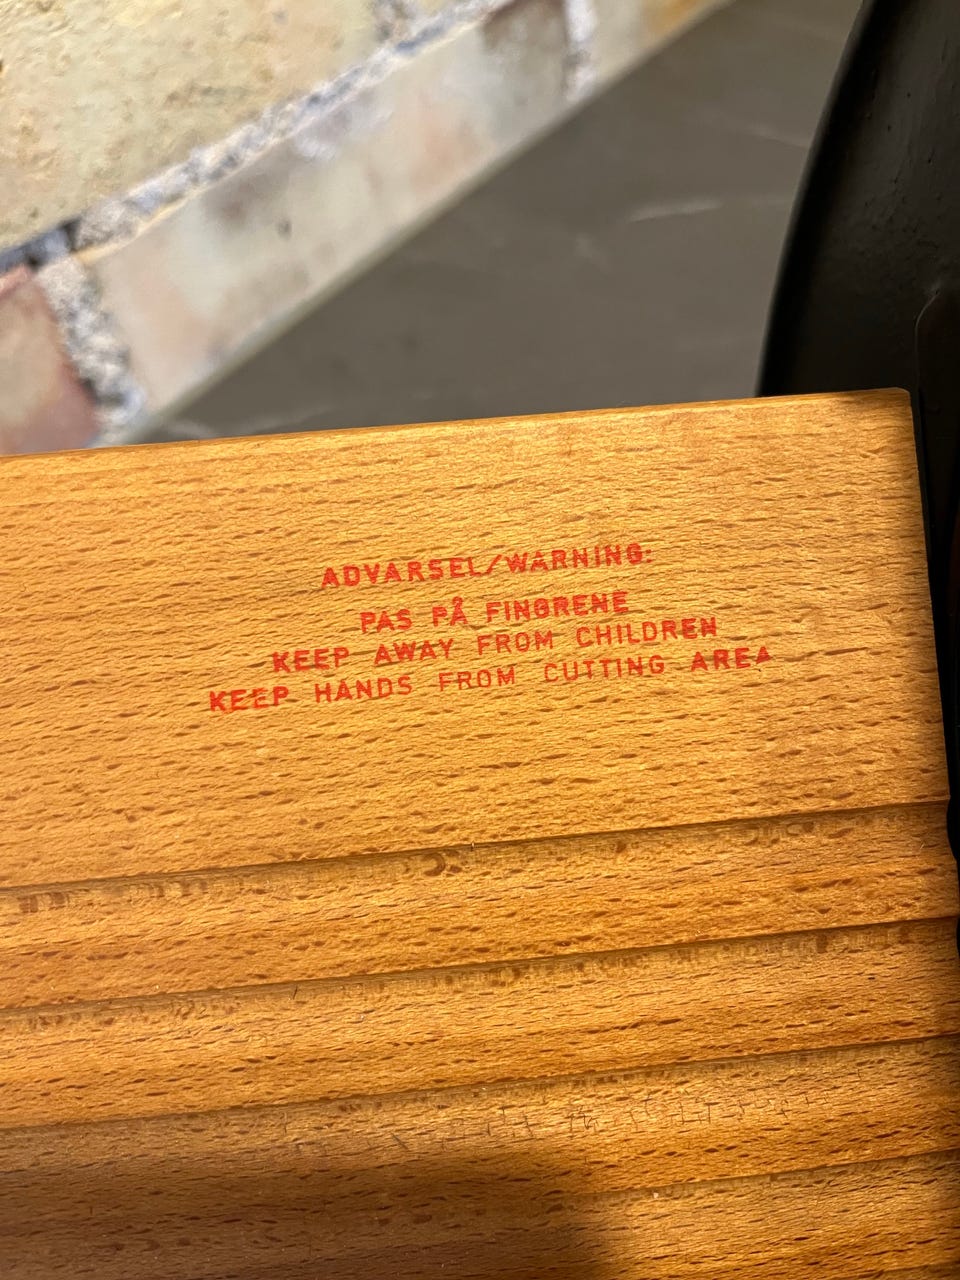 ADVARSEL/WARNING:
PAS PÅ FINGRENE
KEEP AWAY FROM CHILDREN
KEEP HANDS FROM CUTTING AREA